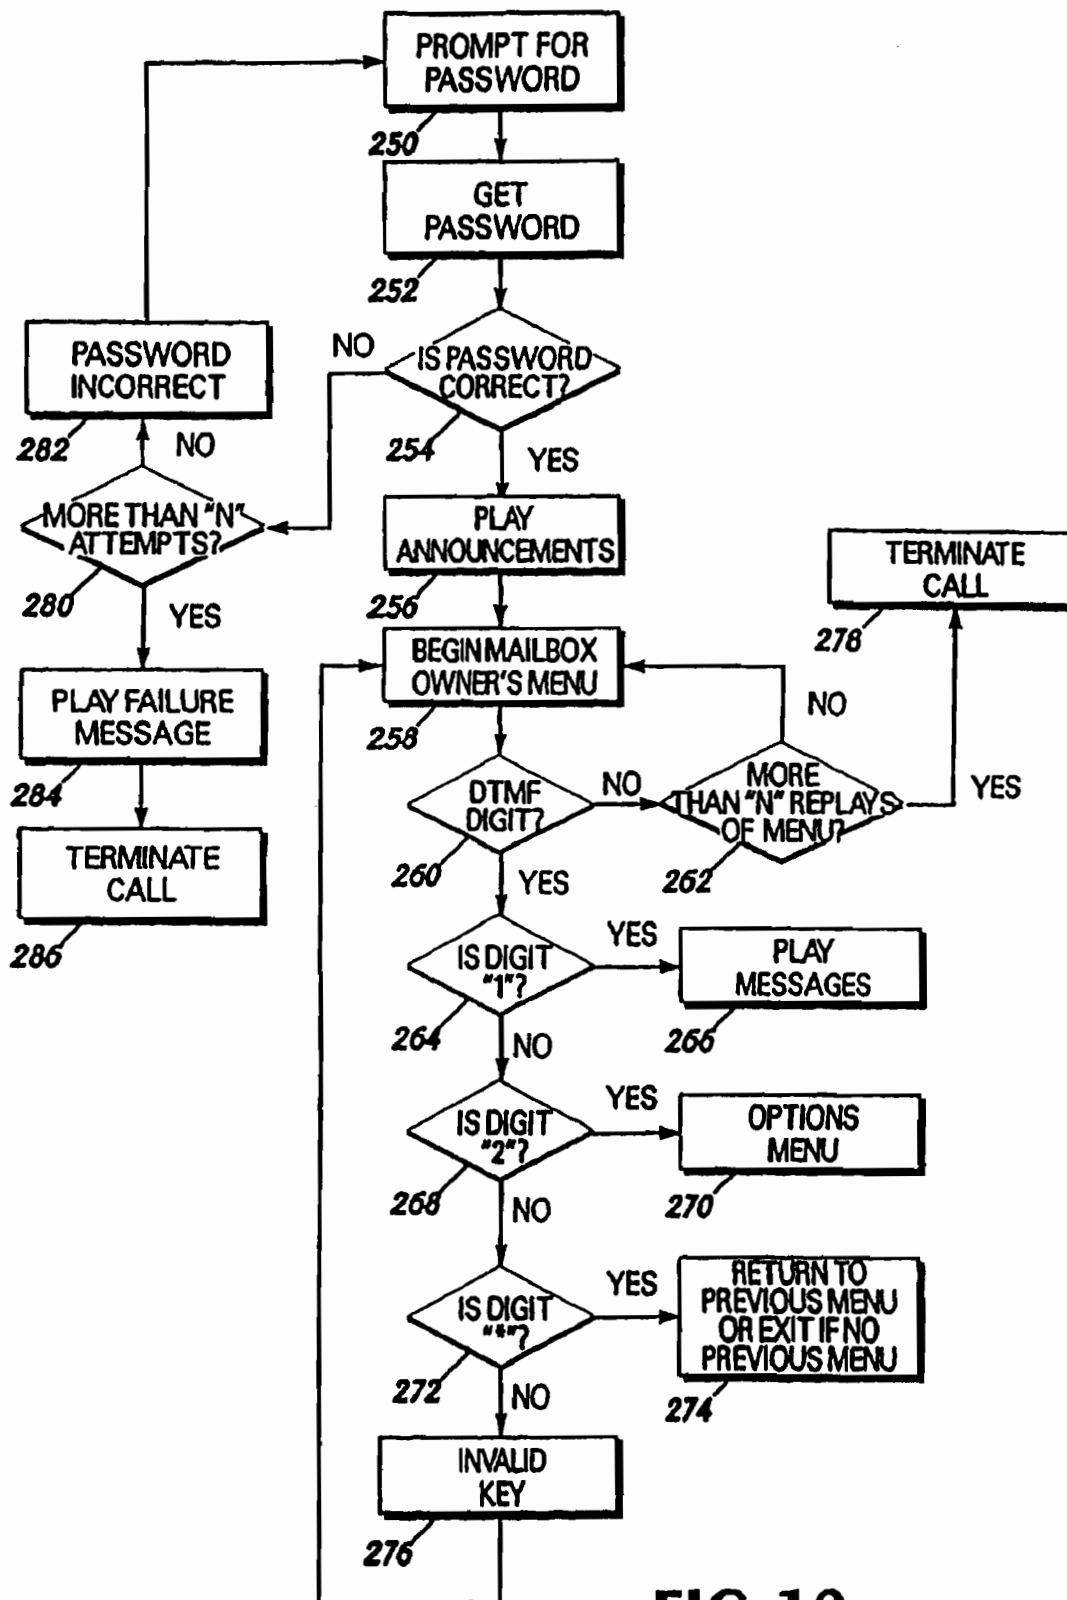 PROMPT FOR
PASSWORD
250
GET
PASSWORD
252
PASSWORD
INCORRECT
282
NO
IS PASSWORD
CORRECT?
254
NO
YES
MORE THAN "N"
ATTEMPTS?
280
YES
PLAY
ANNOUNCEMENTS
256
TERMINATE
CALL
278
BEGIN MAILBOX
OWNER'S MENU
258
NO
PLAY FAILURE
MESSAGE
284
DTMF
DIGIT?
260
NO
YES
MORE
THAN "N" REPLAYS
OF MENU?
262
YES
TERMINATE
CALL
286
IS DIGIT
"1"?
264
YES
NO
PLAY
MESSAGES
266
IS DIGIT
"2"?
268
YES
NO
OPTIONS
MENU
270
IS DIGIT
"*"?
272
YES
NO
RETURN TO
PREVIOUS MENU
OR EXIT IF NO
PREVIOUS MENU
274
INVALID
KEY
276